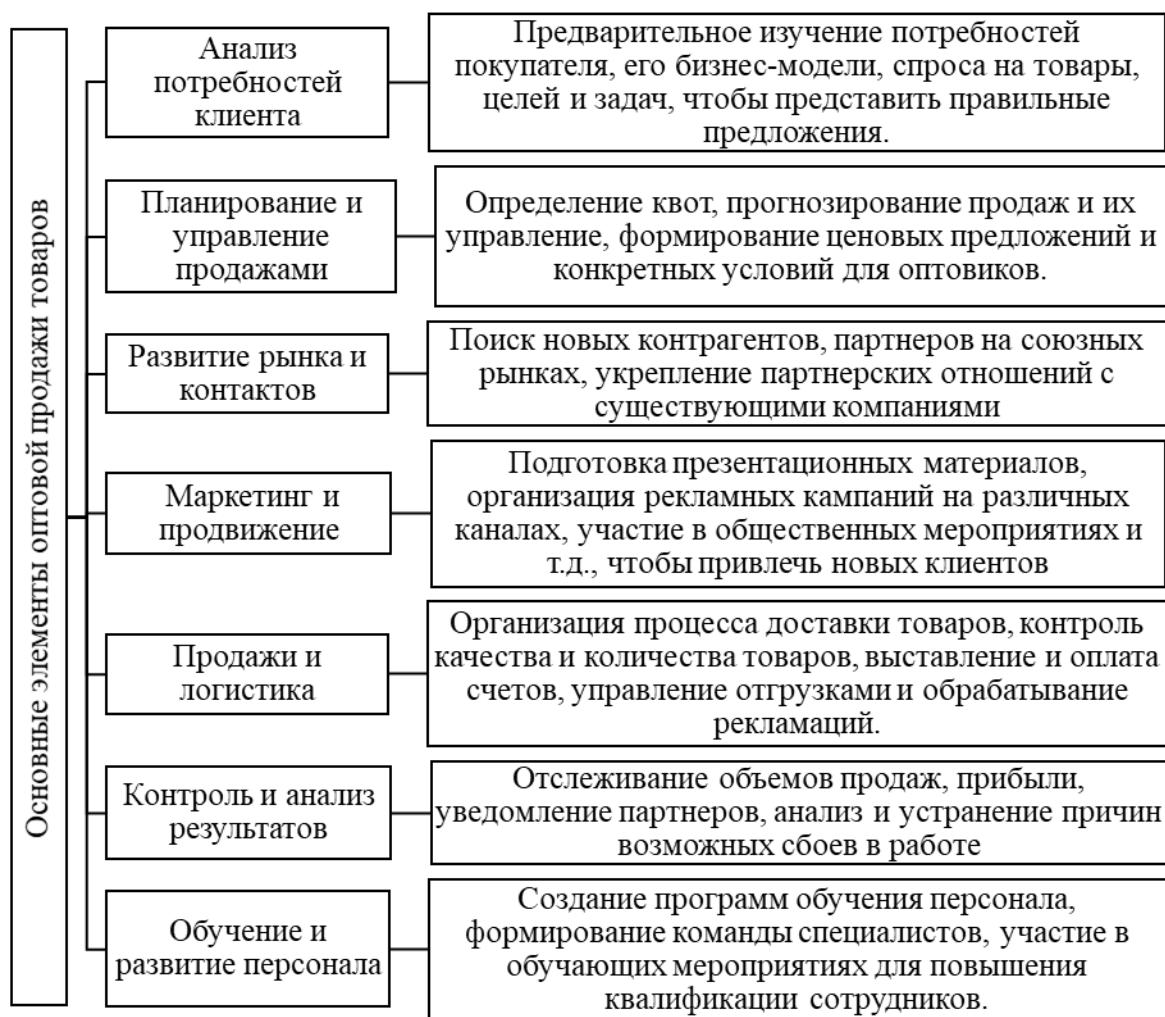 Основные элементы оптовой продажи товаров
Анализ
потребностей
клиента
Предварительное изучение потребностей
покупателя, его бизнес-модели, спроса на товары,
целей и задач, чтобы представить правильные
предложения.
Планирование и
управление
продажами
Определение квот, прогнозирование продаж и их
управление, формирование ценовых предложений и
конкретных условий для оптовиков.
Развитие рынка и
контактов
Поиск новых контрагентов, партнеров на союзных
рынках, укрепление партнерских отношений с
существующими компаниями
Маркетинг и
продвижение
Подготовка презентационных материалов,
организация рекламных кампаний на различных
каналах, участие в общественных мероприятиях и
т.д., чтобы привлечь новых клиентов
Продажи и
логистика
Организация процесса доставки товаров, контроль
качества и количества товаров, выставление и оплата
счетов, управление отгрузками и обрабатывание
рекламаций.
Контроль и анализ
результатов
Отслеживание объемов продаж, прибыли,
уведомление партнеров, анализ и устранение причин
возможных сбоев в работе
Обучение и
развитие персонала
Создание программ обучения персонала,
формирование команды специалистов, участие в
обучающих мероприятиях для повышения
квалификации сотрудников.